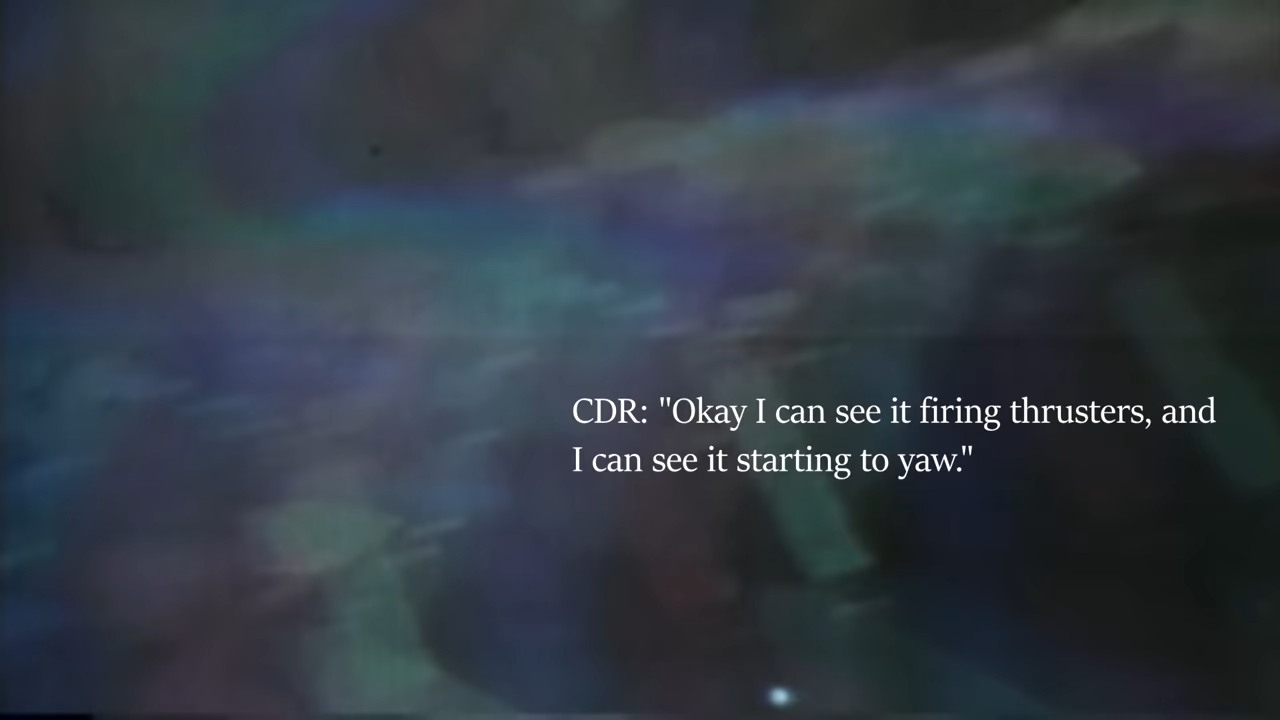 CDR: "Okay I can see it firing thrusters, and
I can see it starting to yaw."